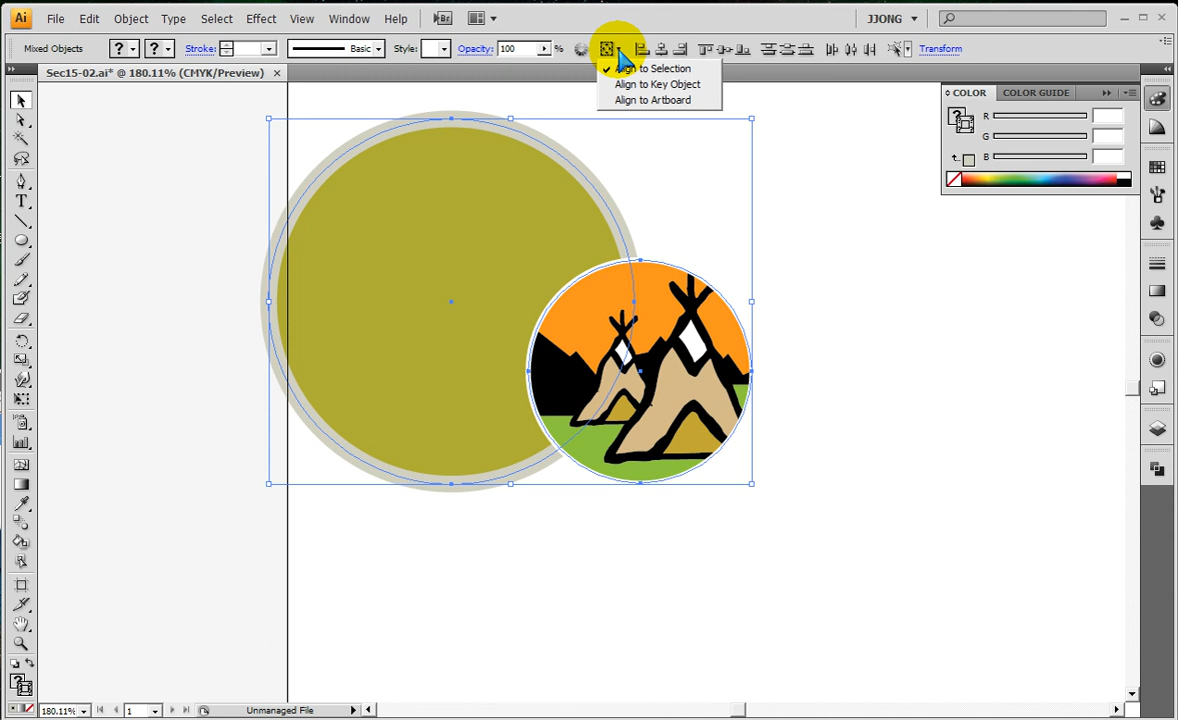 Ai File Edit Object Type Select Effect View Window Help Br JJONG
Mixed Objects ? ? Stroke: Basic Style: Opacity: 100 % Transform
Align to Selection
Align to Key Object
Align to Artboard
Sec15-02.ai* @ 180.11% (CMYK/Preview)
COLOR COLOR GUIDE
R
G
B
180.11% 1 Unmanaged File